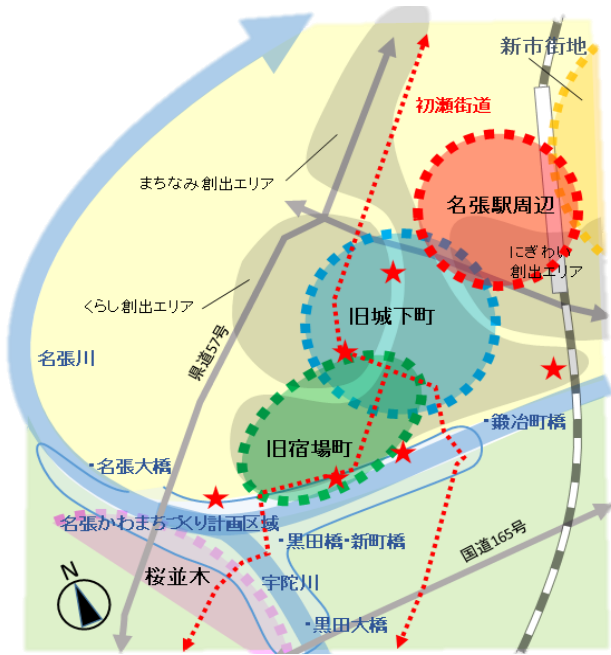 新市街地
初瀬街道
まちなみ創出エリア
名張駅周辺
にぎわい
創出エリア
くらし創出エリア
旧城下町
県道57号
名張川
・鍛冶町橋
旧宿場町
・名張大橋
名張かわまちづくり計画区域
・黒田橋・新町橋
国道165号
桜並木
宇陀川
N
・黒田大橋